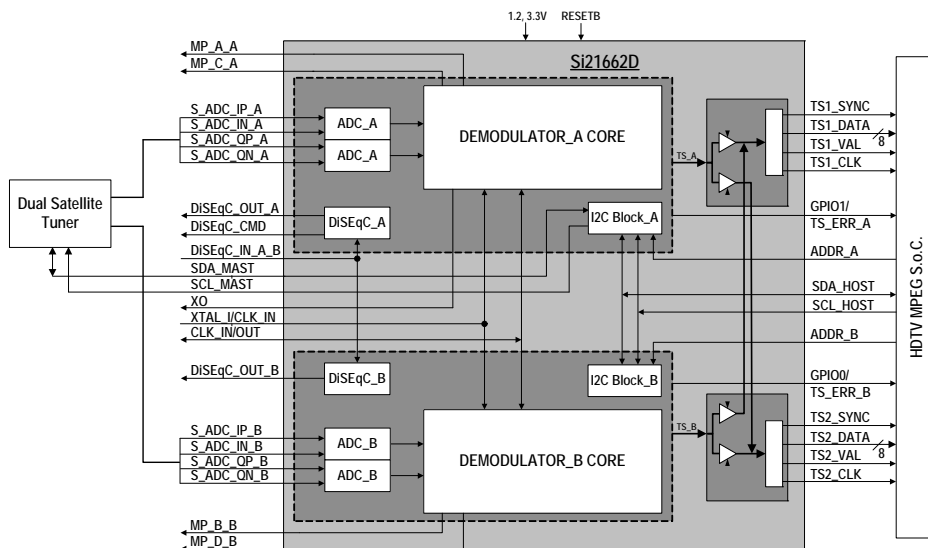 1.2, 3.3V
RESETB
Si21662D
MP_A_A
MP_C_A
S_ADC_IP_A
S_ADC_IN_A
S_ADC_QP_A
S_ADC_QN_A
ADC_A
ADC_A
DEMODULATOR_A CORE
TS_A
TS1_SYNC
TS1_DATA
8
TS1_VAL
TS1_CLK
Dual Satellite
Tuner
DiSEqC_OUT_A
DiSEqC_CMD
DiSEqC_IN_A_B
SDA_MAST
SCL_MAST
XO
XTAL_I/CLK_IN
CLK_IN/OUT
DiSEqC_A
I2C Block_A
GPIO1/
TS_ERR_A
ADDR_A
SDA_HOST
SCL_HOST
ADDR_B
HDTV MPEG S.o.C.
DiSEqC_OUT_B
DiSEqC_B
I2C Block_B
GPIO0/
TS_ERR_B
S_ADC_IP_B
S_ADC_IN_B
S_ADC_QP_B
S_ADC_QN_B
ADC_B
ADC_B
DEMODULATOR_B CORE
TS_B
TS2_SYNC
TS2_DATA
8
TS2_VAL
TS2_CLK
MP_B_B
MP_D_B